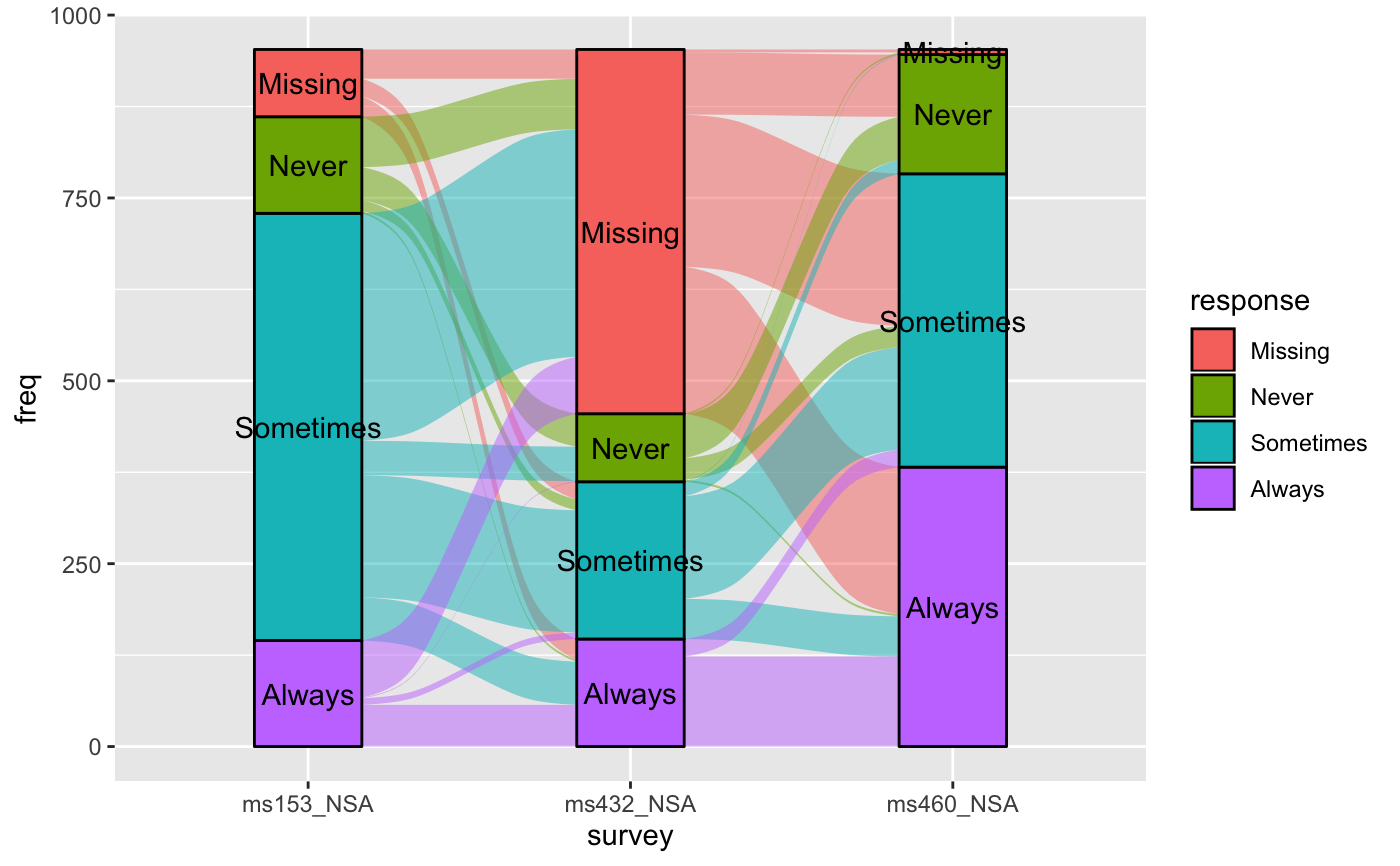 1000
750
500
250
0
freq
Missing
Never
Sometimes
Always
Missing
Never
Sometimes
Always
Missing
Never
Sometimes
Always
ms153_NSA
ms432_NSA
ms460_NSA
survey
response
Missing
Never
Sometimes
Always